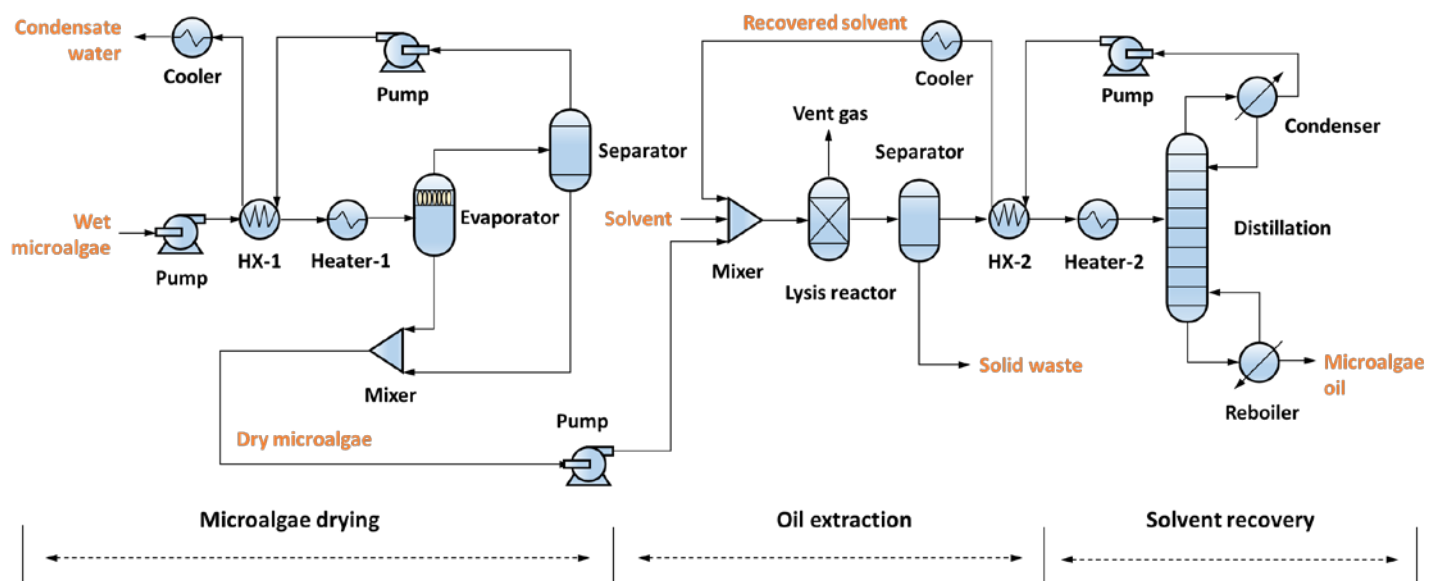 Condensate
water
Cooler
Pump
Separator
Evaporator
Wet
microalgae
Pump
HX-1
Heater-1
Mixer
Dry microalgae
Pump
Recovered solvent
Cooler
Vent gas
Separator
Solvent
Mixer
Lysis reactor
HX-2
Heater-2
Solid waste
Pump
Condenser
Distillation
Microalgae
oil
Reboiler
Microalgae drying
Oil extraction
Solvent recovery